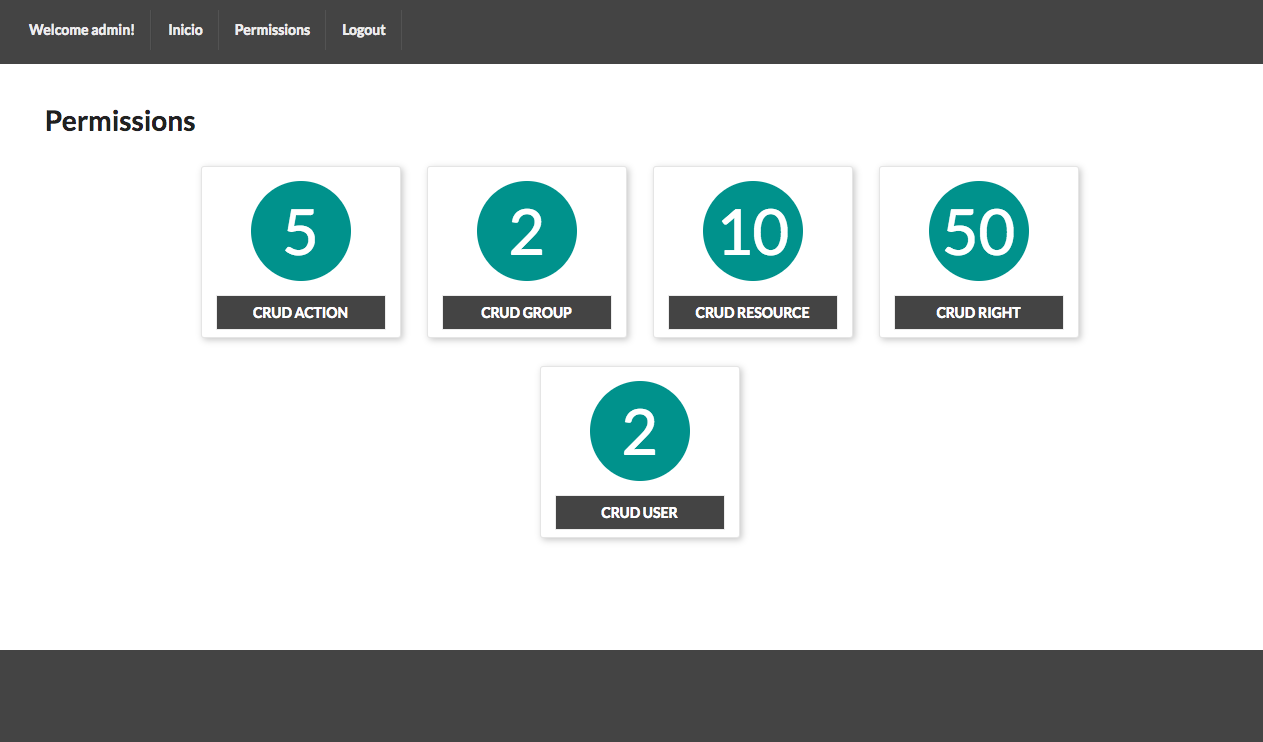 Welcome admin! Inicio Permissions Logout
Permissions
5 2 10 50
CRUD ACTION CRUD GROUP CRUD RESOURCE CRUD RIGHT
2
CRUD USER